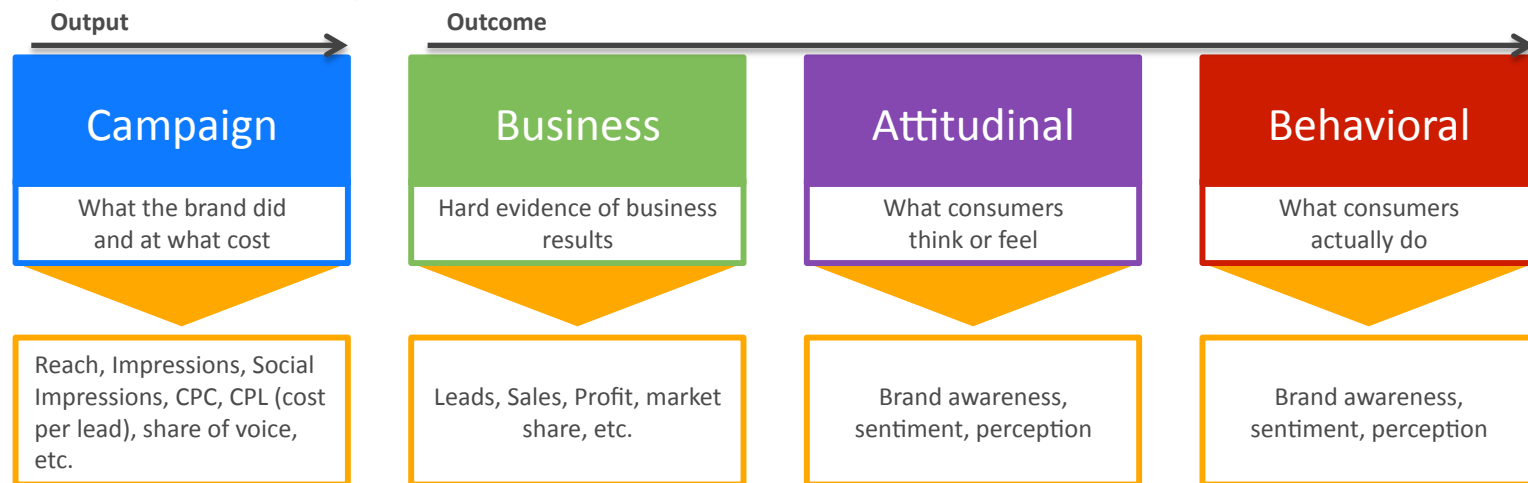 Output
Outcome
Campaign
What the brand did
and at what cost
Reach, Impressions, Social
Impressions, CPC, CPL (cost
per lead), share of voice,
etc.
Business
Hard evidence of business
results
Leads, Sales, Profit, market
share, etc.
Attitudinal
What consumers
think or feel
Brand awareness,
sentiment, perception
Behavioral
What consumers
actually do
Brand awareness,
sentiment, perception